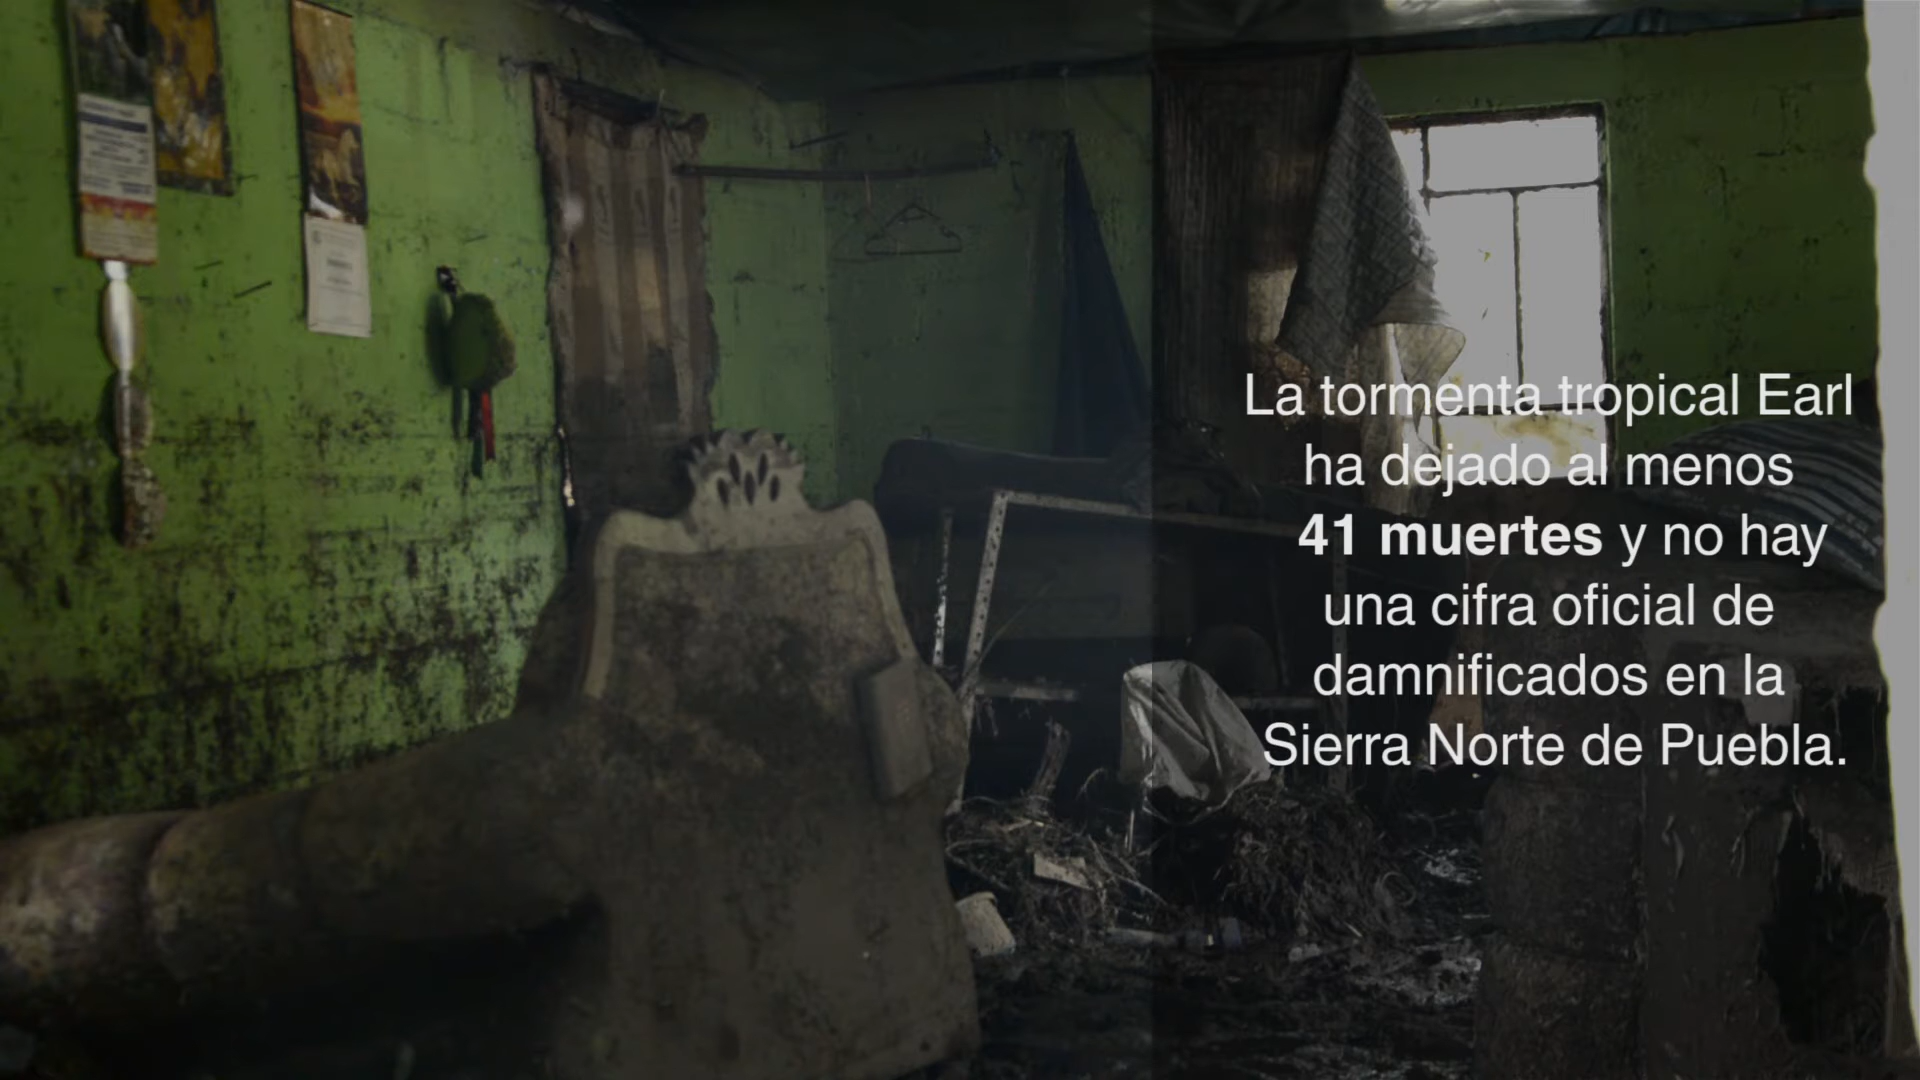 La tormenta tropical Earl
ha dejado al menos
41 muertes y no hay
una cifra oficial de
damnificados en la
Sierra Norte de Puebla.